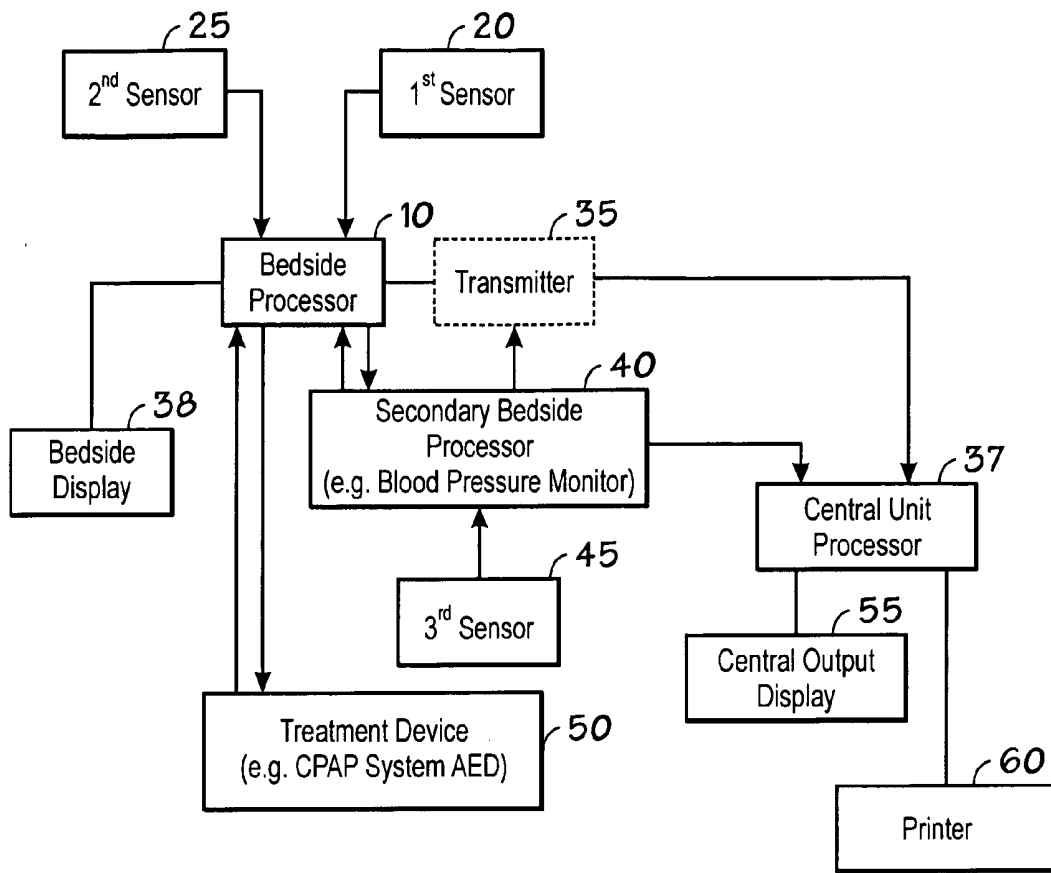 25
20
2nd Sensor
1st Sensor
10
35
Bedside
Processor
Transmitter
40
38
Secondary Bedside
Processor
(e.g. Blood Pressure Monitor)
Bedside
Display
37
Central Unit
Processor
45
3rd Sensor
55
Central Output
Display
50
Treatment Device
(e.g. CPAP System AED)
60
Printer